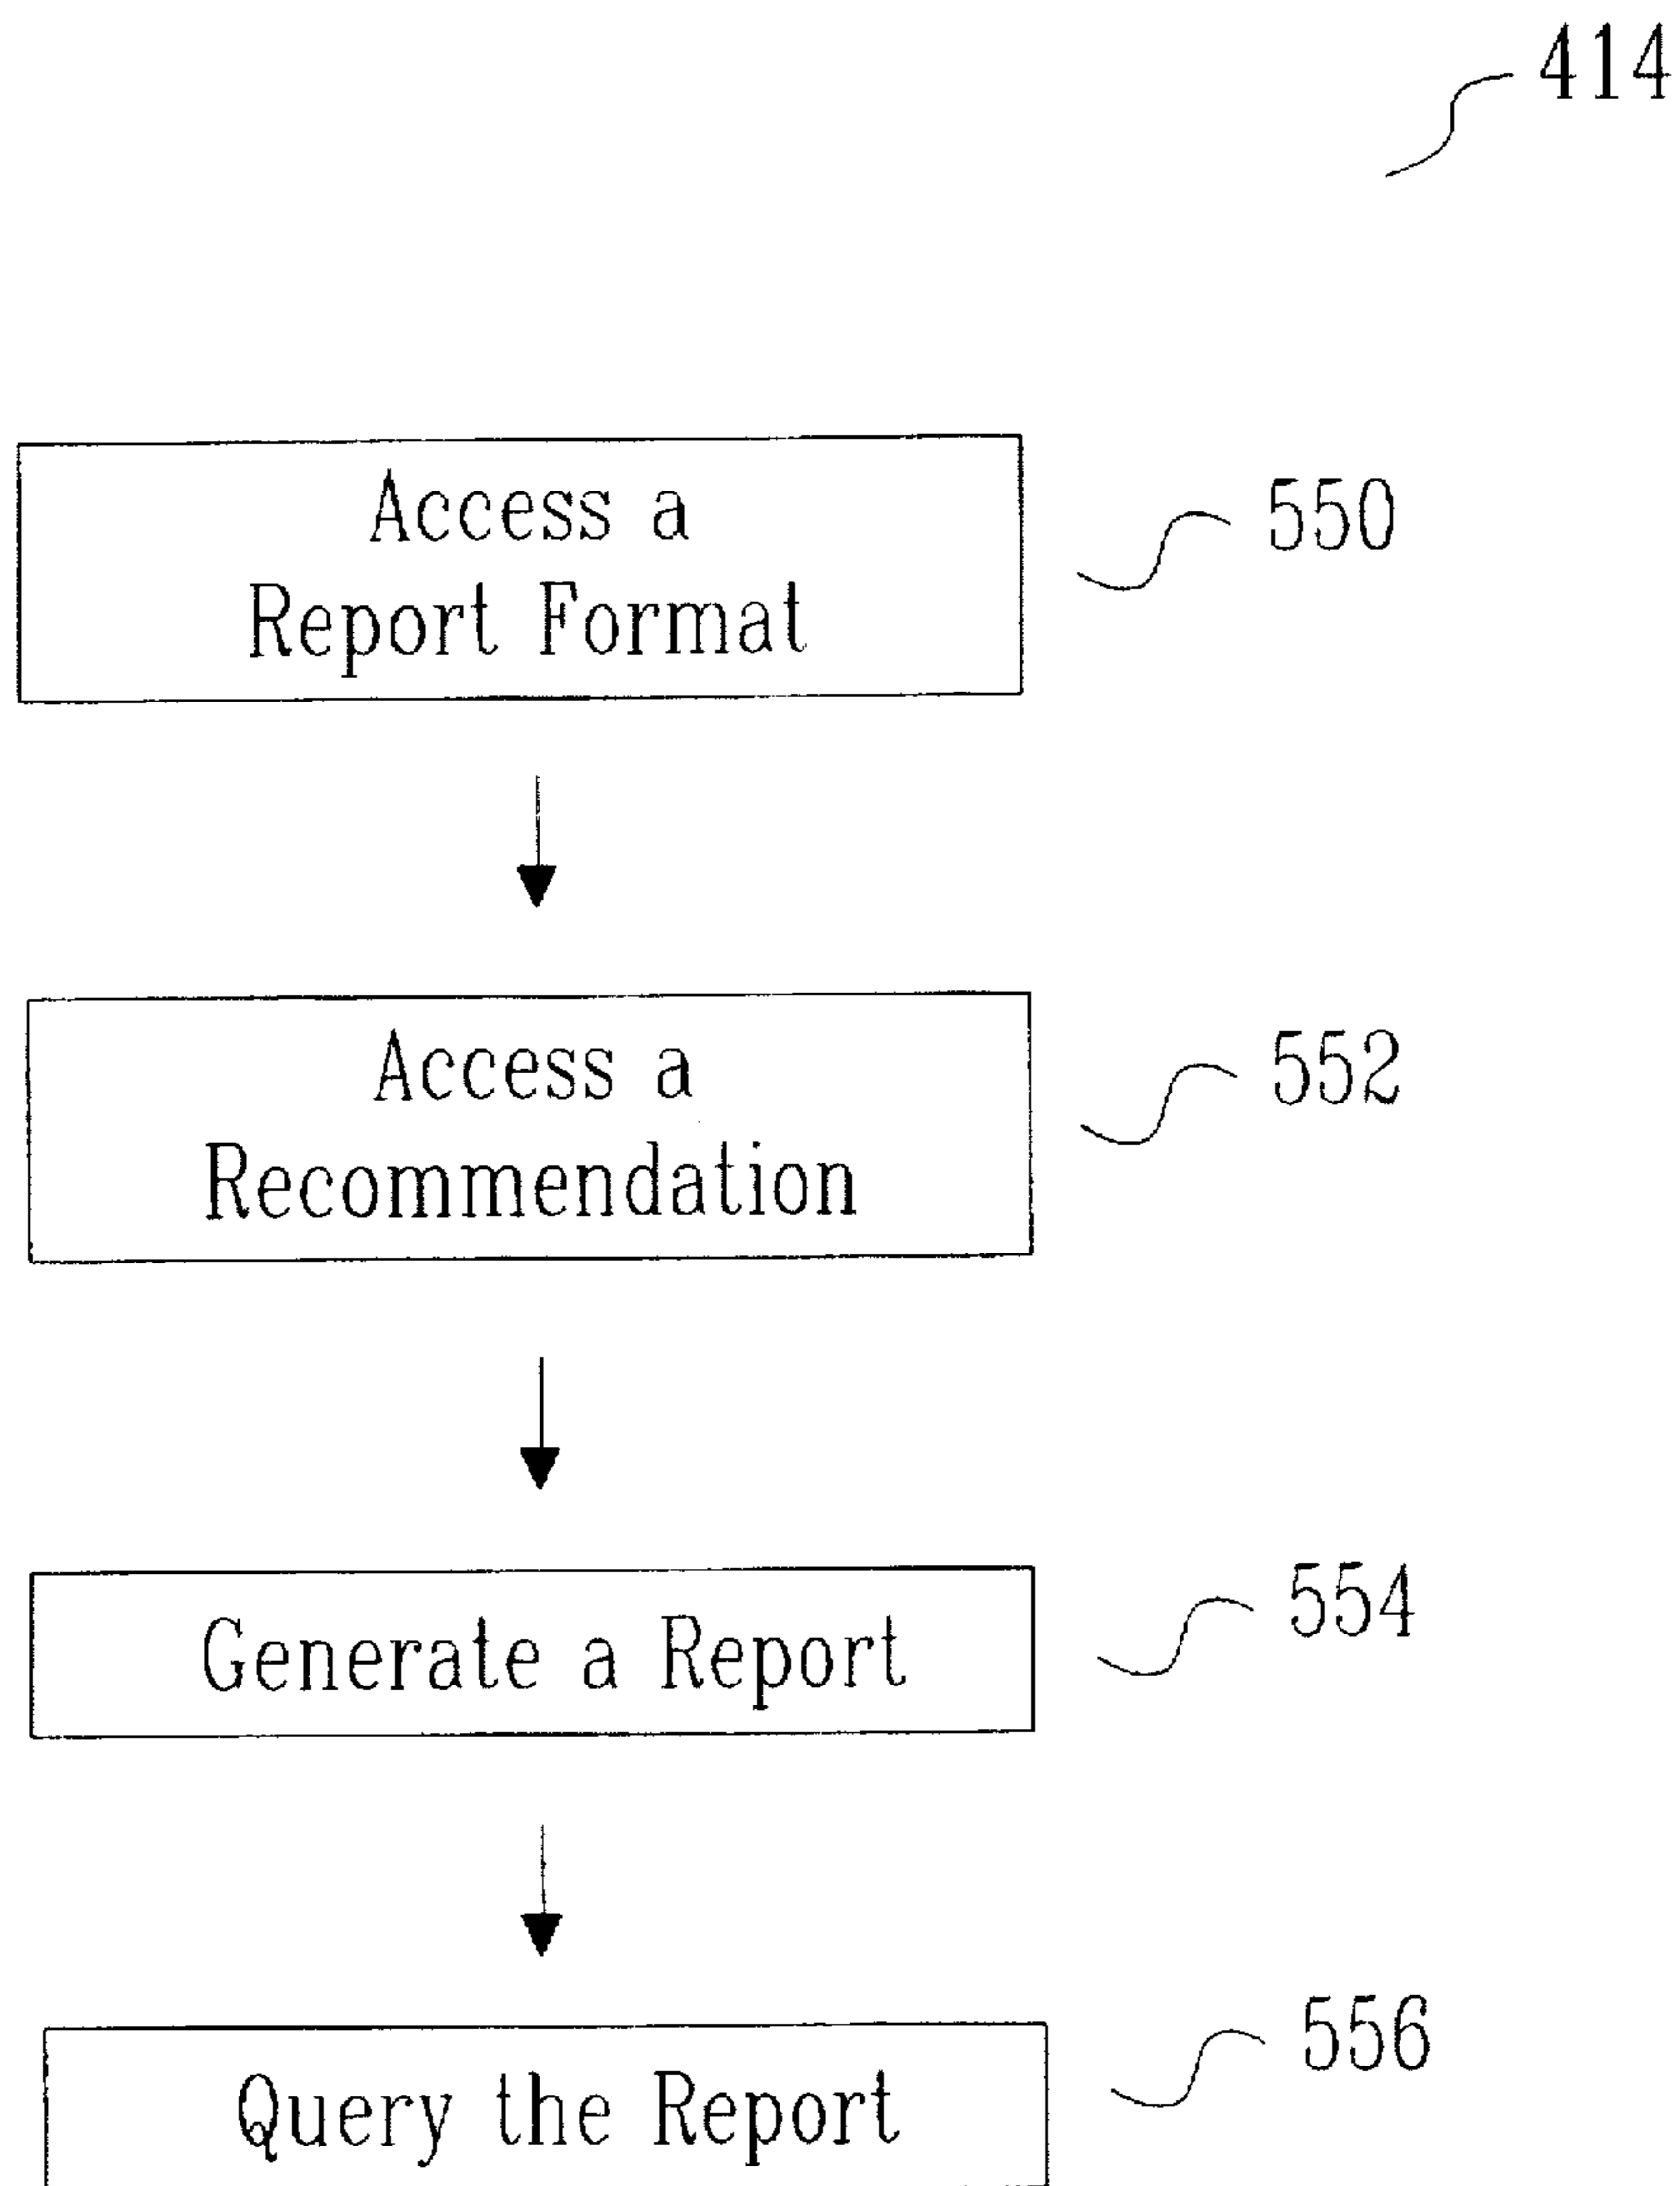 414
Access a
Report Format
550
Access a
Recommendation
552
Generate a Report
554
Query the Report
556